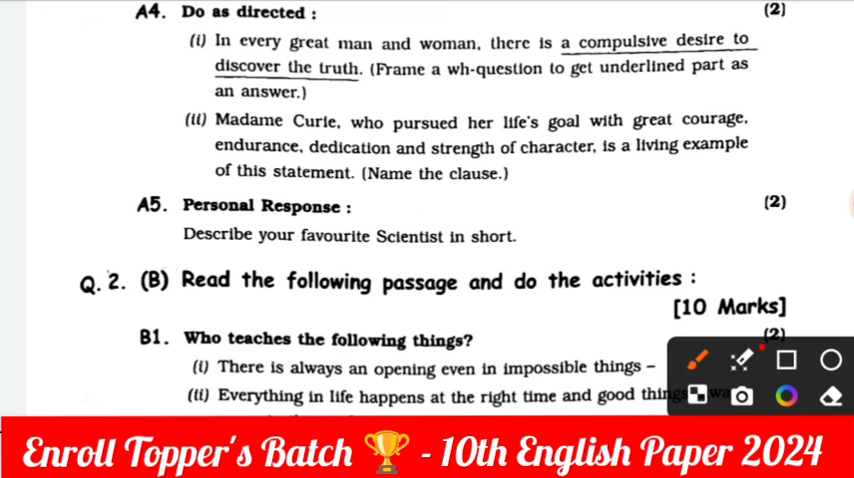 A4. Do as directed : (2)
(i) In every great man and woman, there is a compulsive desire to
discover the truth. (Frame a wh-question to get underlined part as
an answer.)
(ii) Madame Curie, who pursued her life's goal with great courage,
endurance, dedication and strength of character, is a living example
of this statement. (Name the clause.)
A5. Personal Response : (2)
Describe your favourite Scientist in short.
Q. 2. (B) Read the following passage and do the activities :
[10 Marks]
B1. Who teaches the following things? (2)
(i) There is always an opening even in impossible things –
(ii) Everything in life happens at the right time and good things
Enroll Topper's Batch 🏆 - 10th English Paper 2024